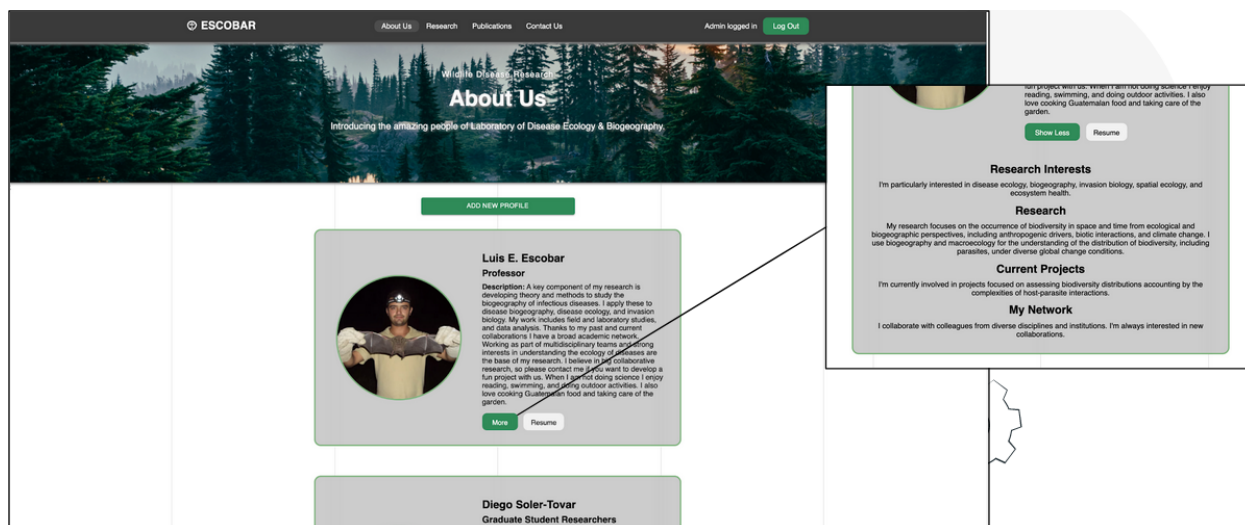 ESCOBAR
About Us Research Publications Contact Us
Admin logged in Log Out
Wildlife Disease Research
About Us
Introducing the amazing people of Laboratory of Disease Ecology & Biogeography.
ADD NEW PROFILE
Luis E. Escobar
Professor
Description: A key component of my research is
developing theory and methods to study the
biogeography of infectious diseases. I apply these to
disease biogeography, disease ecology, and invasion
biology. My work includes field and laboratory studies,
and data analysis. Thanks to my past and current
collaborations I have a broad academic network.
Working as part of multidisciplinary teams and strong
interests in understanding the ecology of diseases are
the base of my research. I believe in big collaborative
research, so please contact me if you want to develop a
fun project with us. When I am not doing science I enjoy
reading, swimming, and doing outdoor activities. I also
love cooking Guatemalan food and taking care of the
garden.
More Resume
Diego Soler-Tovar
Graduate Student Researchers
fun project with us. When I am not doing science I enjoy
reading, swimming, and doing outdoor activities. I also
love cooking Guatemalan food and taking care of the
garden.
Show Less Resume
Research Interests
I'm particularly interested in disease ecology, biogeography, invasion biology, spatial ecology, and
ecosystem health.
Research
My research focuses on the occurrence of biodiversity in space and time from ecological and
biogeographic perspectives, including anthropogenic drivers, biotic interactions, and climate change. I
use biogeography and macroecology for the understanding of the distribution of biodiversity, including
parasites, under diverse global change conditions.
Current Projects
I'm currently involved in projects focused on assessing biodiversity distributions accounting by the
complexities of host-parasite interactions.
My Network
I collaborate with colleagues from diverse disciplines and institutions. I'm always interested in new
collaborations.